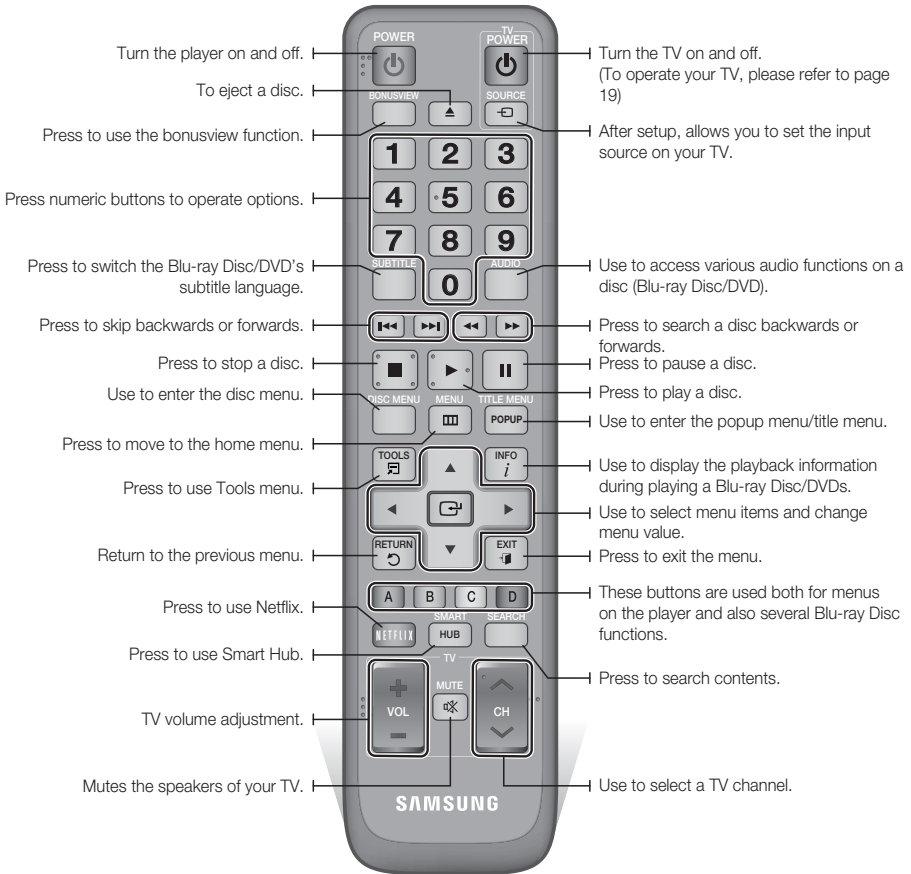 POWER
TV
POWER
Turn the player on and off.
Turn the TV on and off.
(To operate your TV, please refer to page
19)
To eject a disc.
BONUSVIEW
SOURCE
Press to use the bonusview function.
After setup, allows you to set the input
source on your TV.
1 2 3
Press numeric buttons to operate options.
4 5 6
7 8 9
SUBTITLE
AUDIO
0
Press to switch the Blu-ray Disc/DVD's
subtitle language.
Use to access various audio functions on a
disc (Blu-ray Disc/DVD).
Press to skip backwards or forwards.
Press to search a disc backwards or
forwards.
Press to stop a disc.
Press to pause a disc.
Press to play a disc.
Use to enter the disc menu.
DISC MENU MENU TITLE MENU
POPUP
Use to enter the popup menu/title menu.
Press to move to the home menu.
TOOLS
INFO
i
Press to use Tools menu.
Use to display the playback information
during playing a Blu-ray Disc/DVDs.
Use to select menu items and change
menu value.
RETURN
EXIT
Return to the previous menu.
Press to exit the menu.
A B C D
These buttons are used both for menus
on the player and also several Blu-ray Disc
functions.
Press to use Netflix.
NETFLIX
SMART
HUB
SEARCH
Press to use Smart Hub.
Press to search contents.
TV
MUTE
VOL
CH
TV volume adjustment.
Mutes the speakers of your TV.
Use to select a TV channel.
SAMSUNG